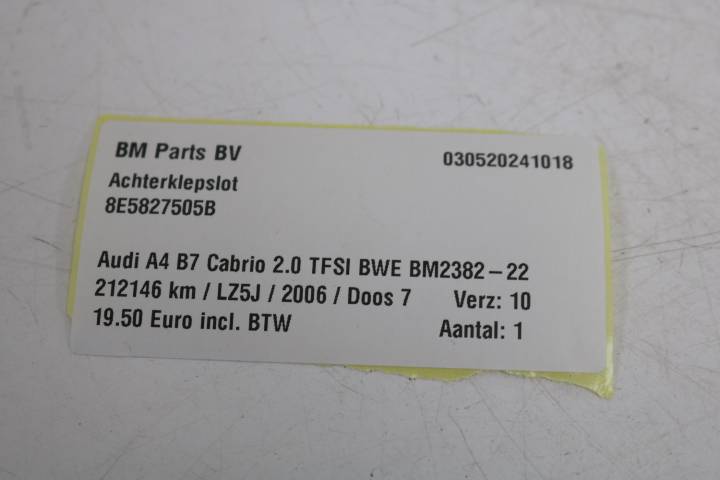 BM Parts BV 030520241018
Achterklepslot
8E5827505B
Audi A4 B7 Cabrio 2.0 TFSI BWE BM2382-22
212146 km / LZ5J / 2006 / Doos 7 Verz: 10
19.50 Euro incl. BTW Aantal: 1